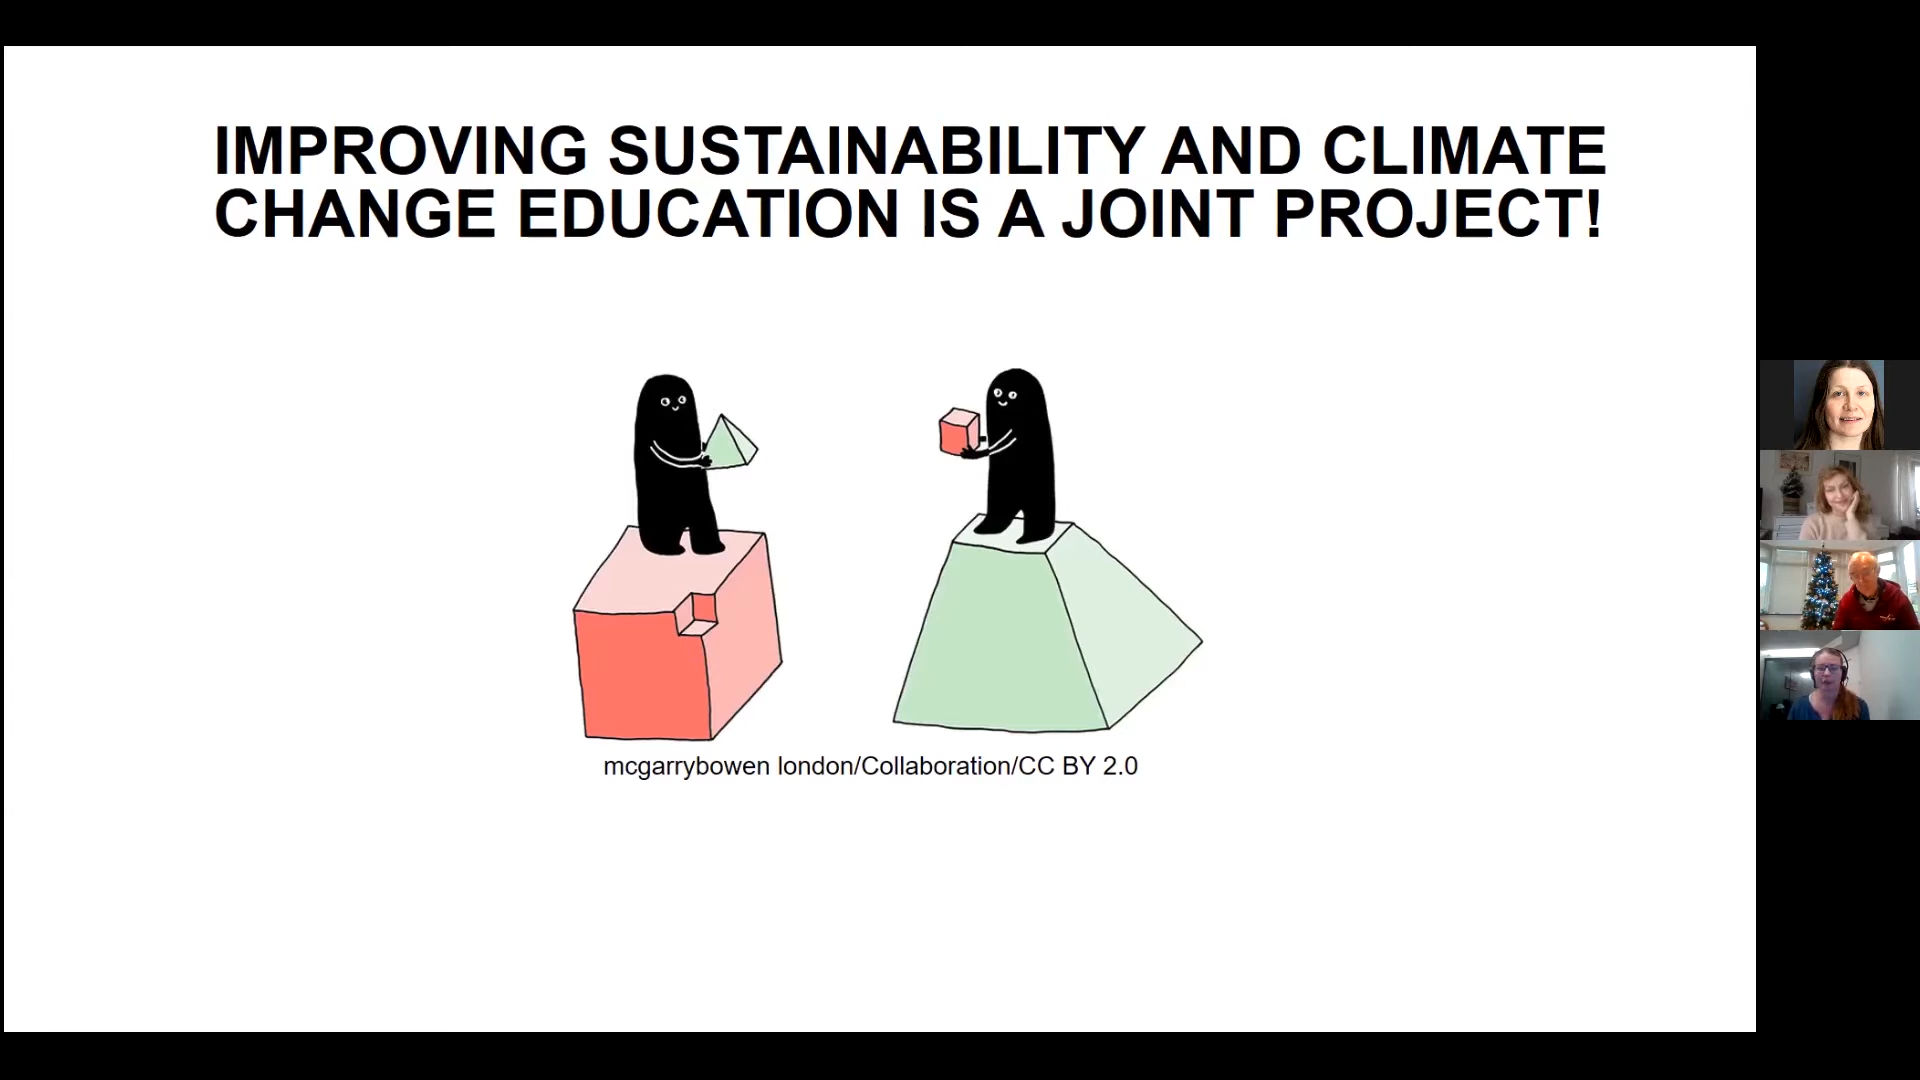 IMPROVING SUSTAINABILITY AND CLIMATE
CHANGE EDUCATION IS A JOINT PROJECT!
mcgarrybowen london/Collaboration/CC BY 2.0